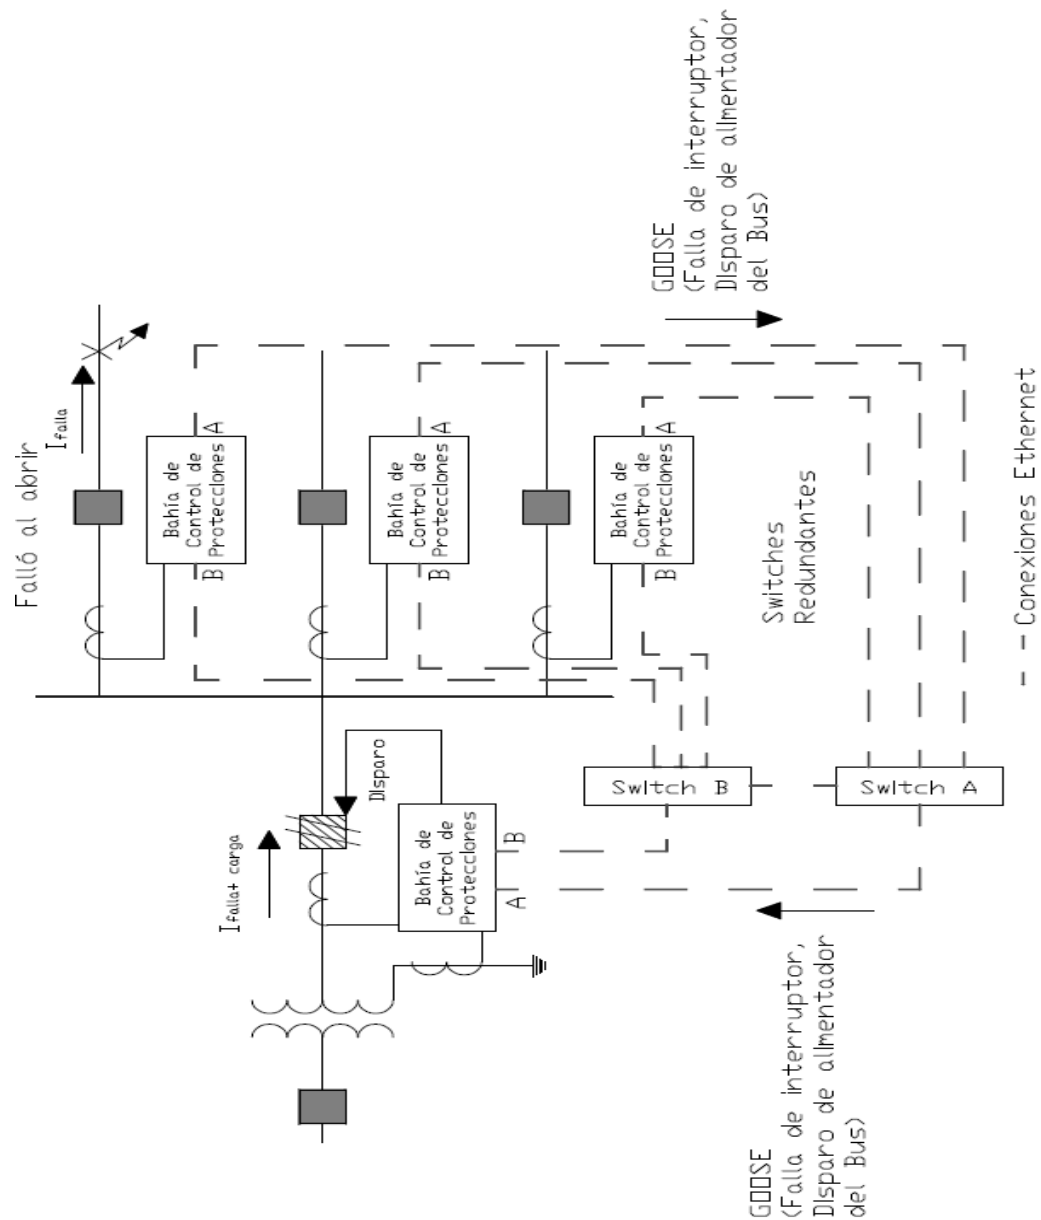 Falló al abrir
Ifalla
Bahía de
Control de
Protecciones
B
A
Bahía de
Control de
Protecciones
B
A
Bahía de
Control de
Protecciones
B
A
GOOSE
(Falla de interruptor,
Disparo de alimentador
del Bus)
Ifalla+ carga
Disparo
Bahía de
Control de
Protecciones
A
B
Switches
Redundantes
Switch B
Switch A
GOOSE
(Falla de interruptor,
Disparo de alimentador
del Bus)
- - Conexiones Ethernet